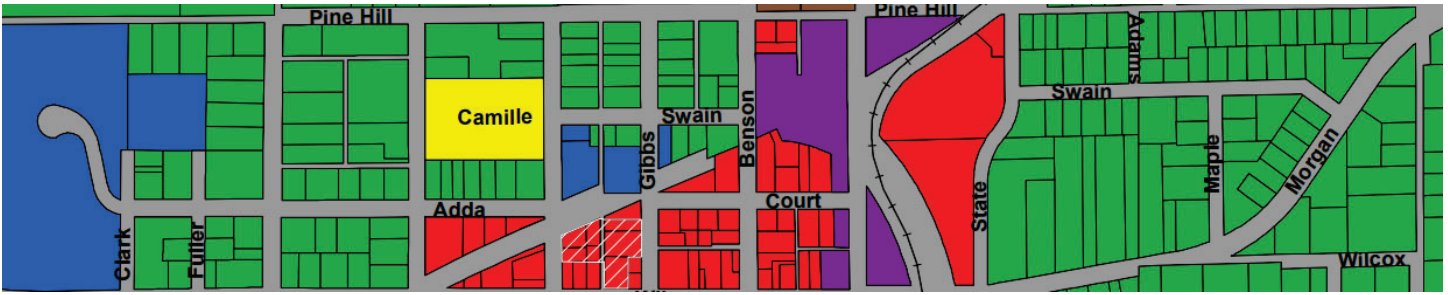 Pine Hill
Pine Hill
Adams
Camille
Swain
Swain
Gibbs
Benson
Maple
Morgan
Adda
Court
State
Clark
Fuller
Wilcox